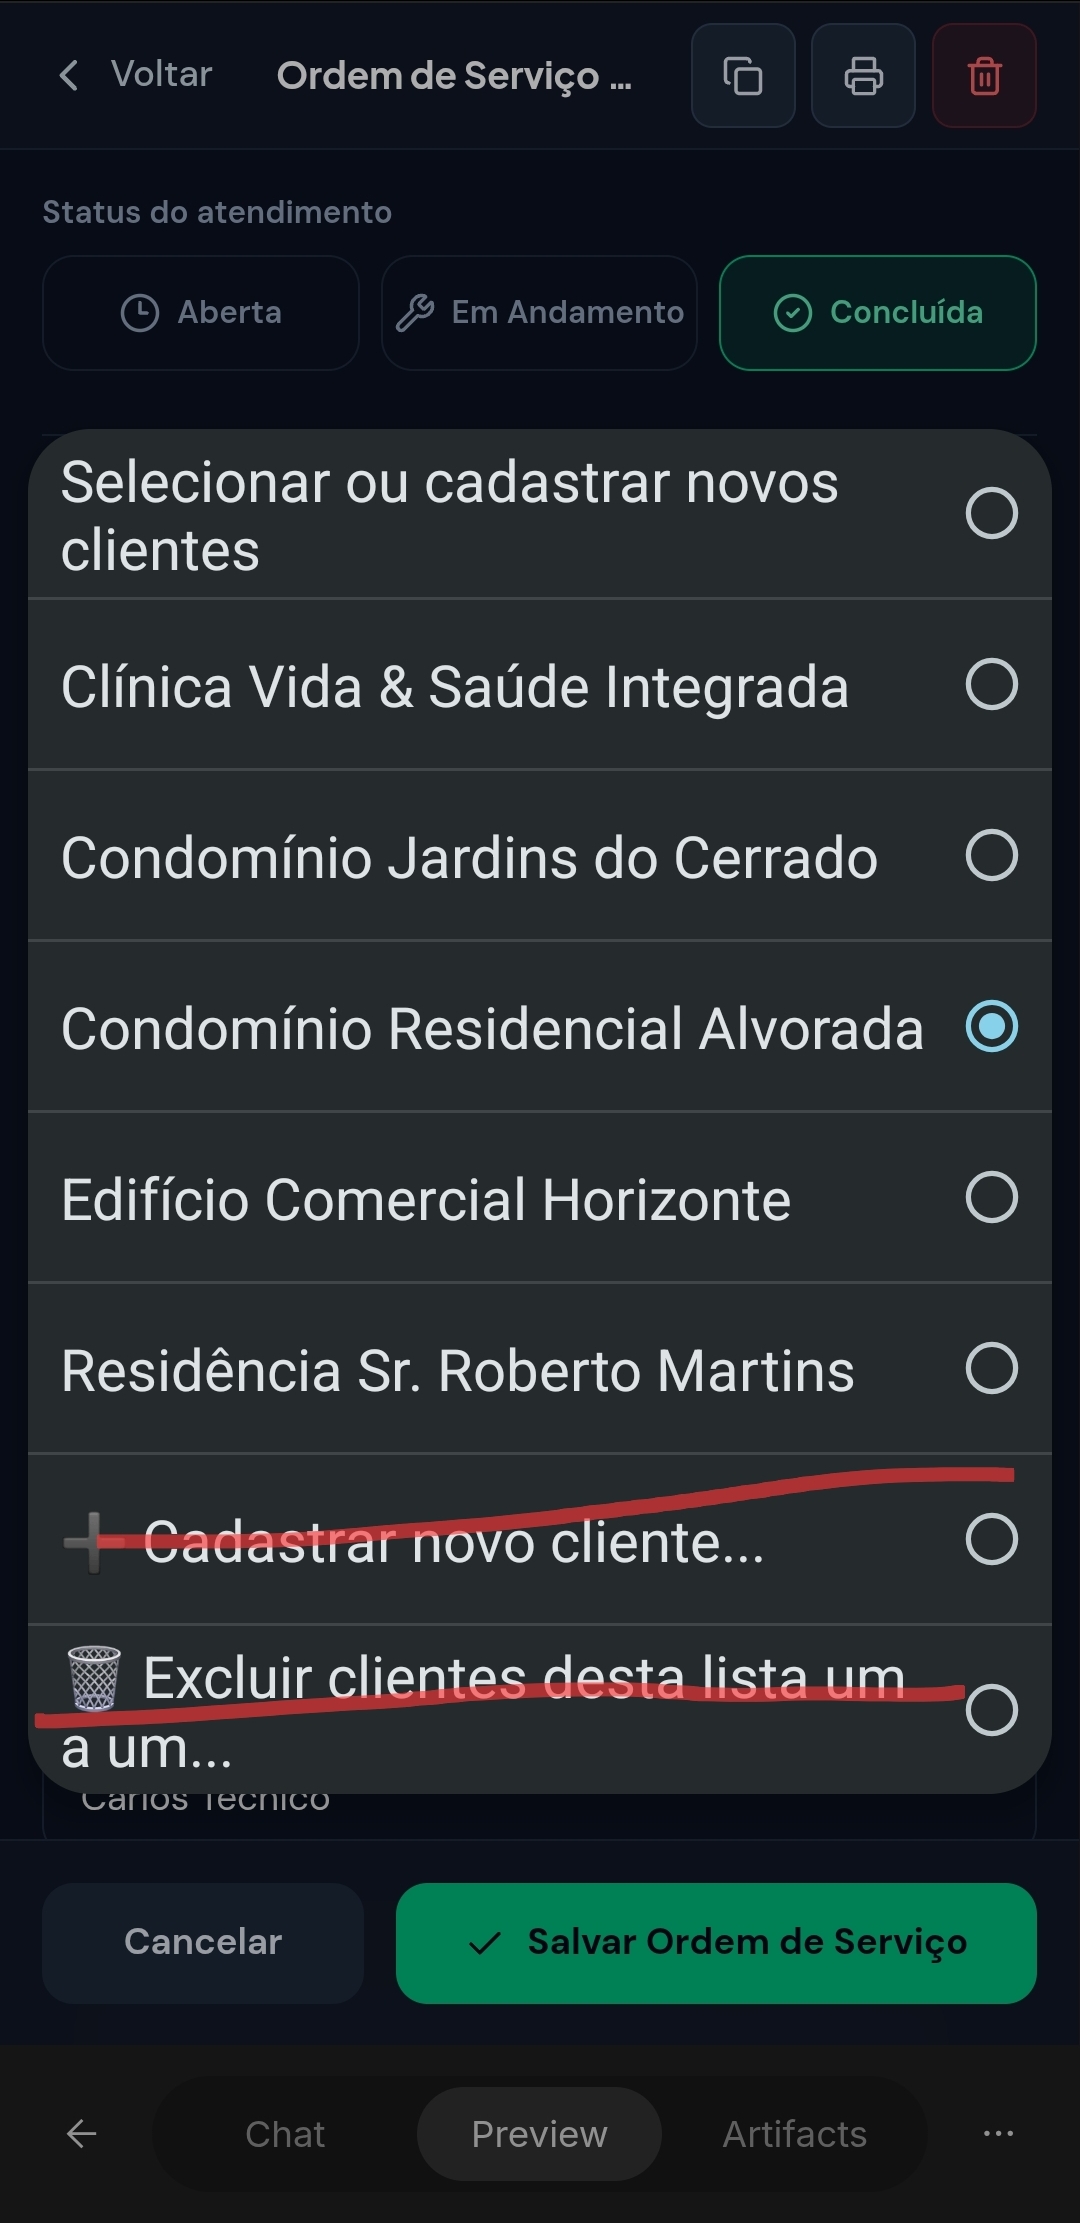 Voltar
Ordem de Serviço ...
Status do atendimento
Aberta
Em Andamento
Concluída
Selecionar ou cadastrar novos
clientes
Clínica Vida & Saúde Integrada
Condomínio Jardins do Cerrado
Condomínio Residencial Alvorada
Edifício Comercial Horizonte
Residência Sr. Roberto Martins
➕ Cadastrar novo cliente...
🗑️ Excluir clientes desta lista um
a um...
Carlos Técnico
Cancelar
Salvar Ordem de Serviço
Chat
Preview
Artifacts